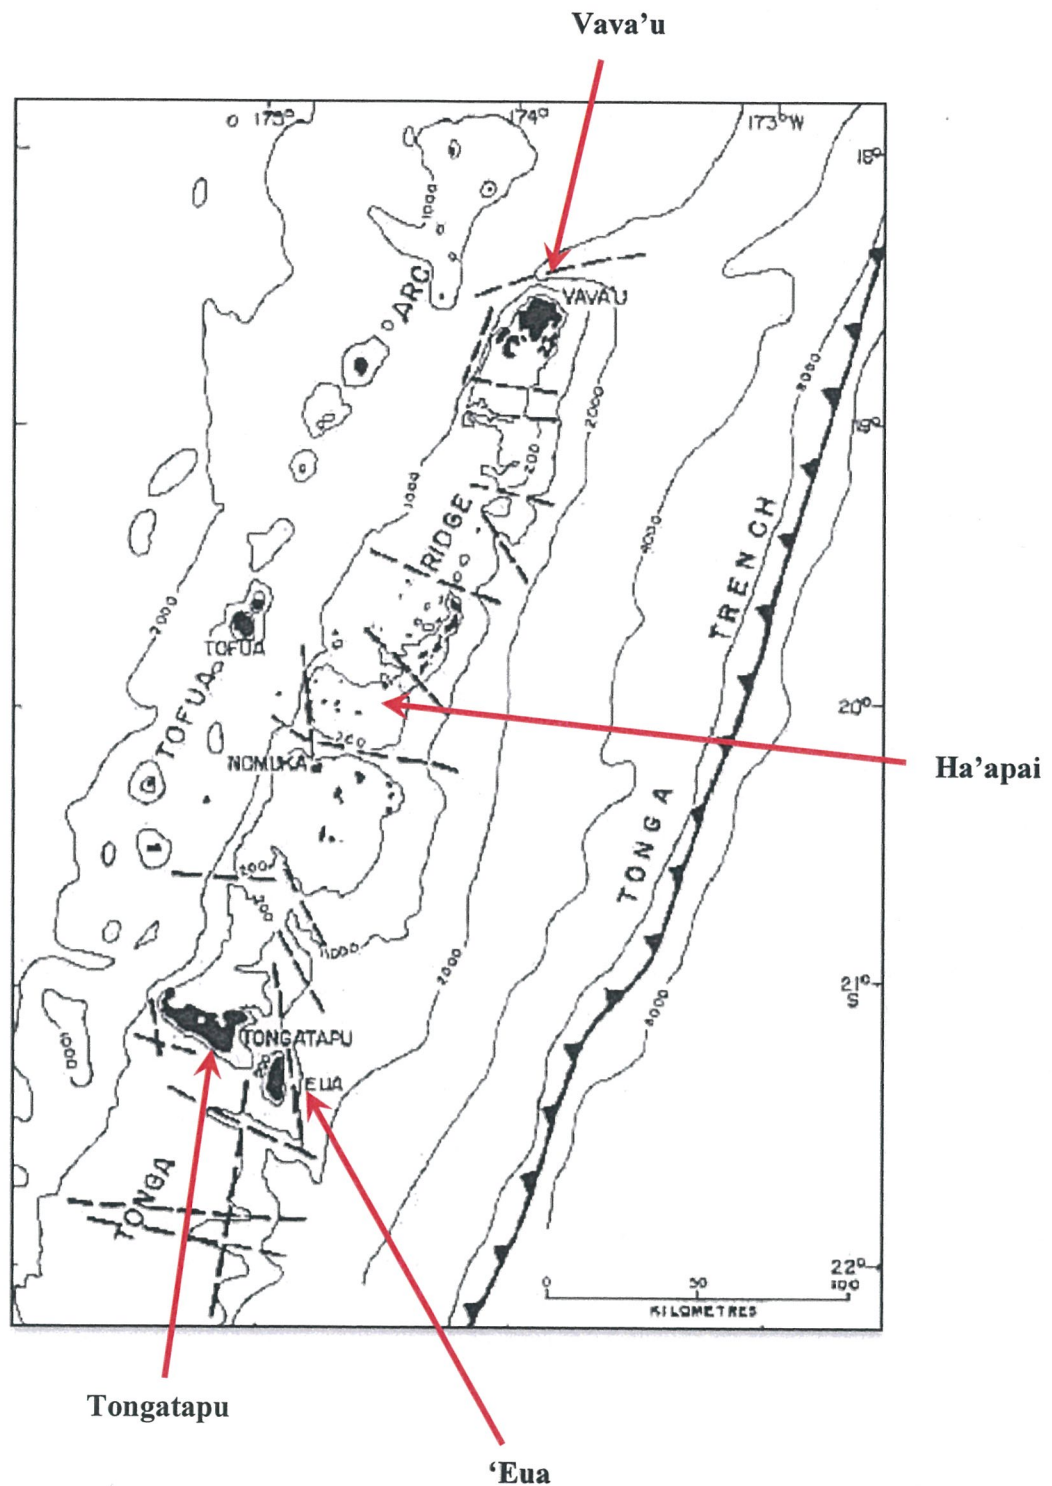 Vava’u
175°
174°
173°W
18°
1000
ARC
VAVA'U
8000
2000
19°
200
1000
RIDGE
4000
TRENCH
2000
TOFUA
TOFUA
20°
200
NOMUKA
Ha’apai
TONGA
200
1000
2000
21°
S
8000
1000
TONGATAPU
EUA
TONGA
22°
0
50
100
KILOMETRES
Tongatapu
‘Eua